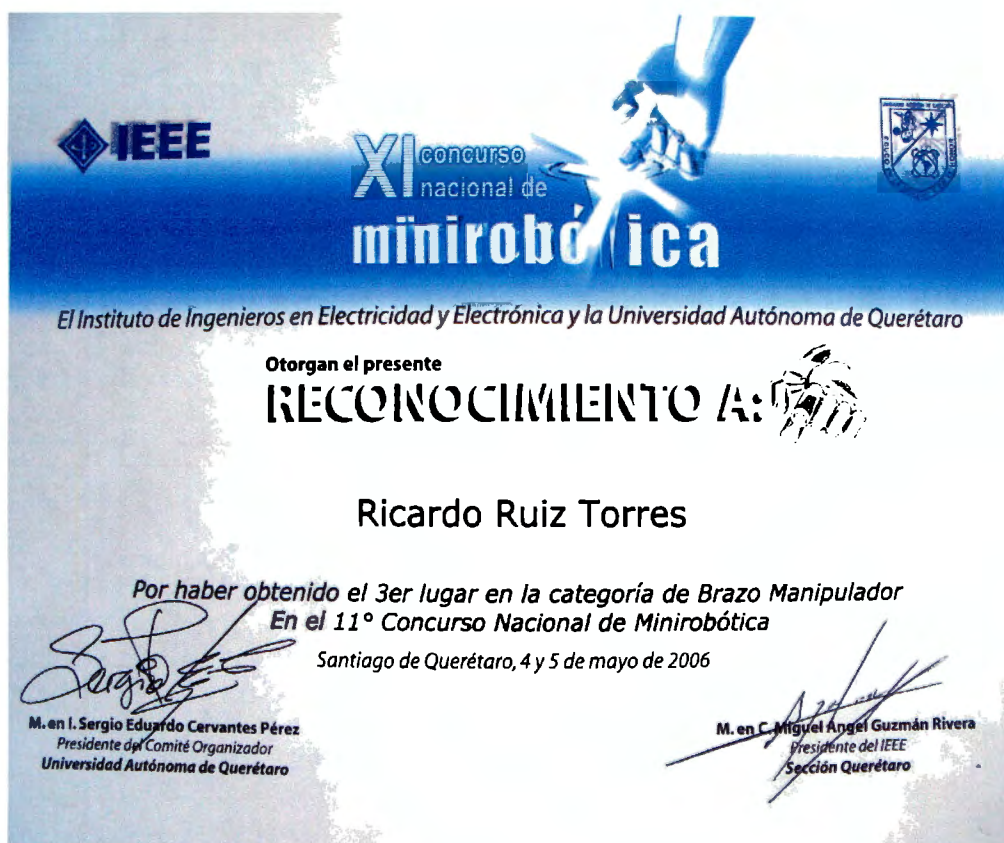 IEEE
XI concurso
nacional de
minirobótica
El Instituto de Ingenieros en Electricidad y Electrónica y la Universidad Autónoma de Querétaro
Otorgan el presente
RECONOCIMIENTO A:
Ricardo Ruiz Torres
Por haber obtenido el 3er lugar en la categoría de Brazo Manipulador
En el 11° Concurso Nacional de Minirobótica
Santiago de Querétaro, 4 y 5 de mayo de 2006
Sergio
M. en I. Sergio Eduardo Cervantes Pérez
Presidente del Comité Organizador
Universidad Autónoma de Querétaro
M. en C. Miguel Angel Guzmán Rivera
Presidente del IEEE
Sección Querétaro